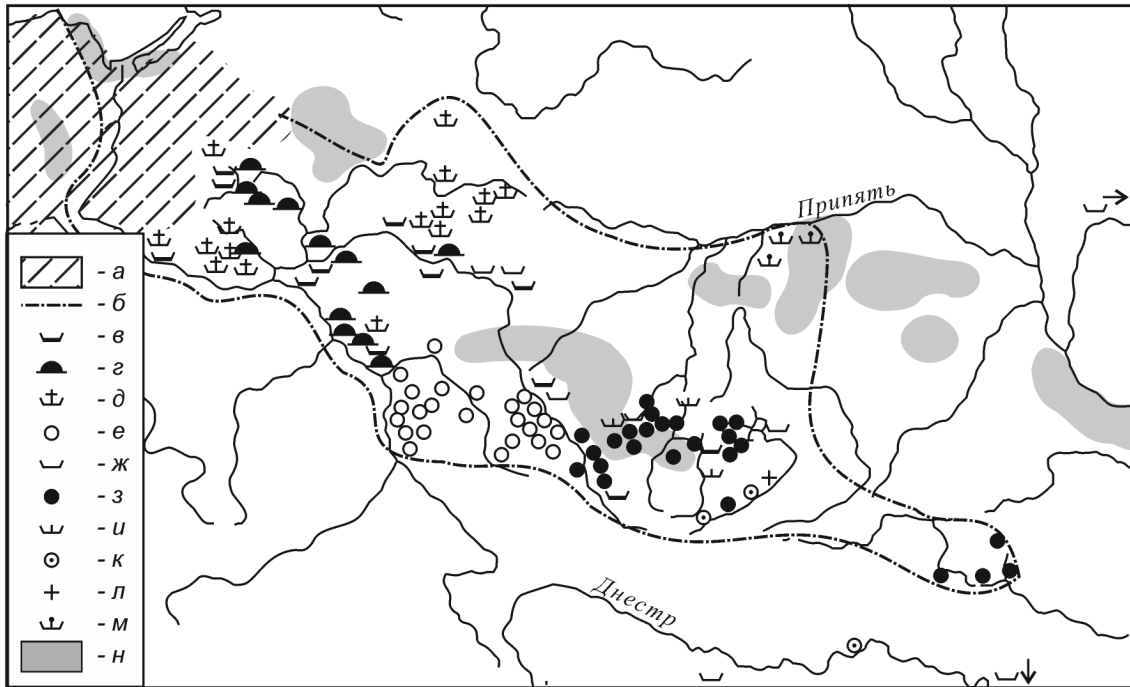 Припять
Днестр
- а
- б
- в
- г
- д
- е
- ж
- з
- и
- к
- л
- м
- н